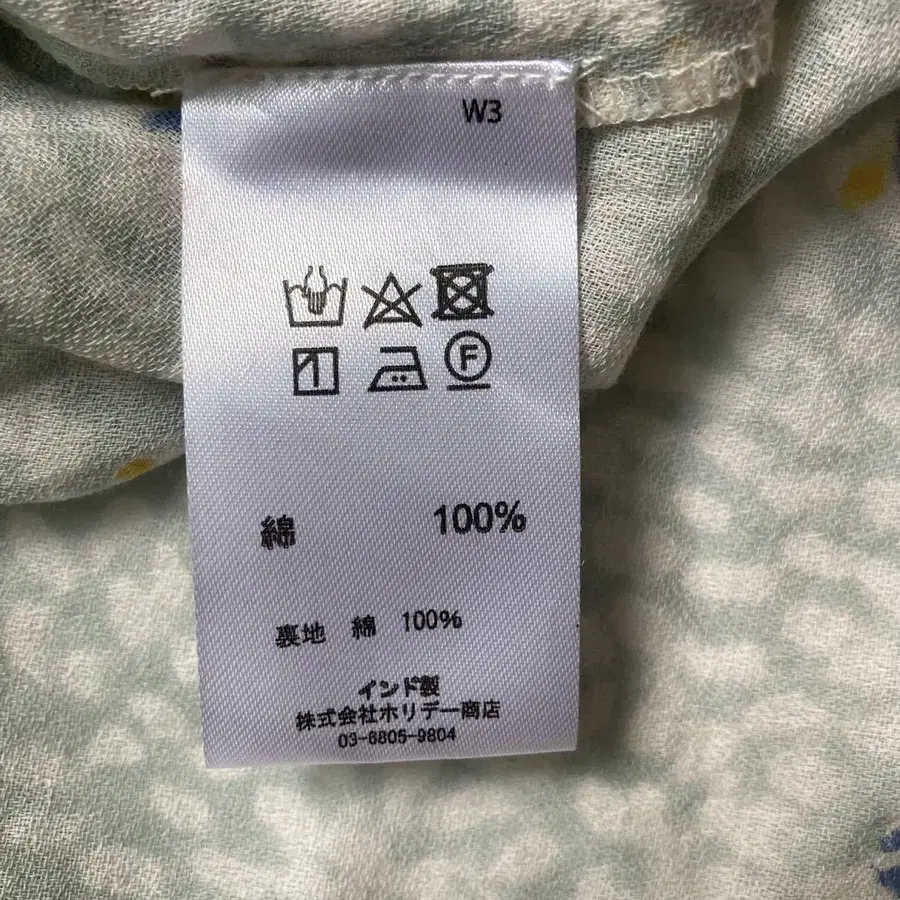 W3
F
綿 100%
裏地 綿 100%
インド製
株式会社ホリデー商店
03-6805-9804